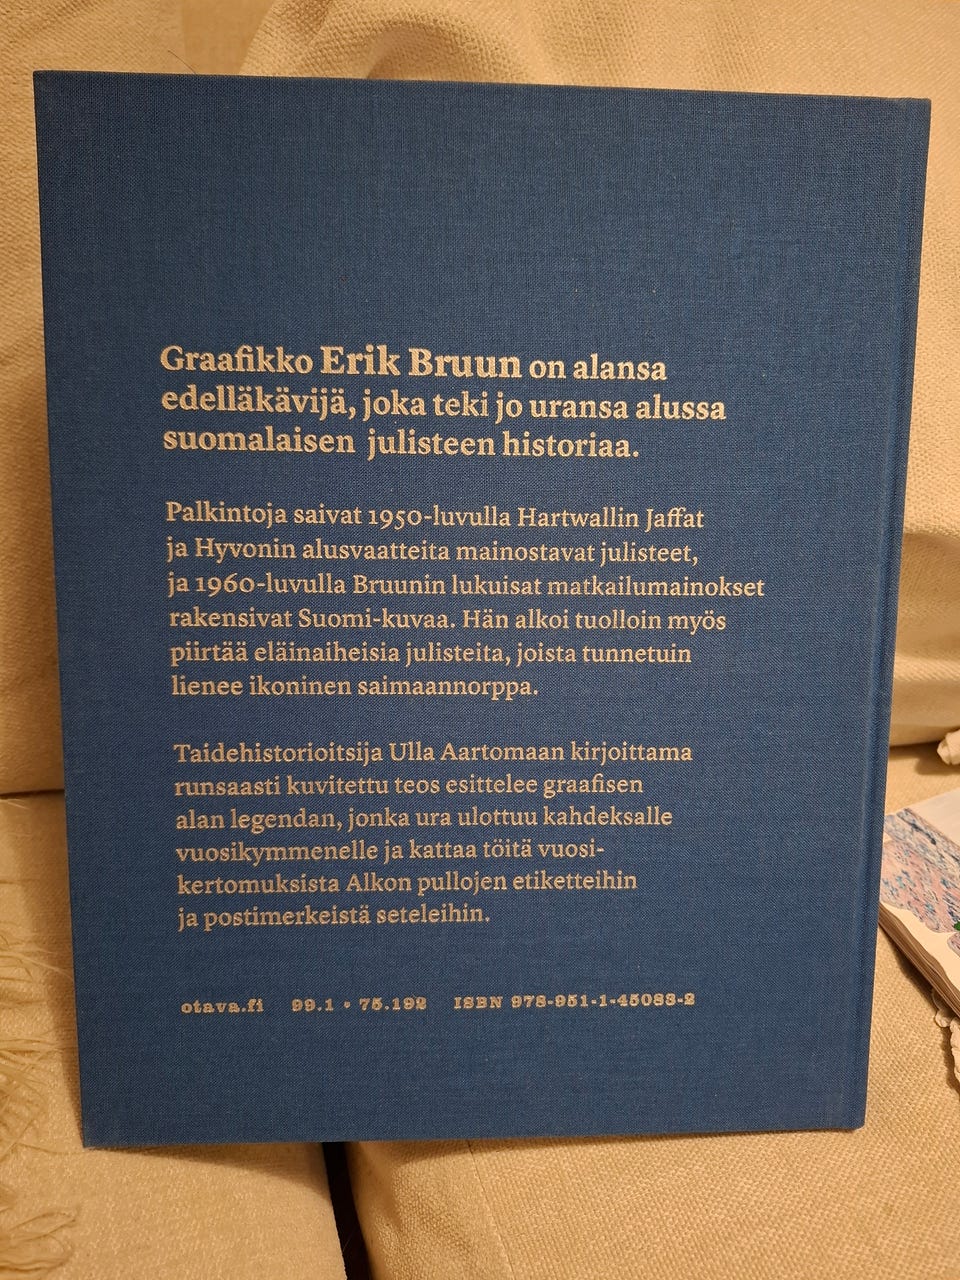 Graafikko Erik Bruun on alansa
edelläkävijä, joka teki jo uransa alussa
suomalaisen julisteen historiaa.
Palkintoja saivat 1950-luvulla Hartwallin Jaffat
ja Hyvonin alusvaatteita mainostavat julisteet,
ja 1960-luvulla Bruunin lukuisat matkailumainokset
rakensivat Suomi-kuvaa. Hän alkoi tuolloin myös
piirtää eläinaiheisia julisteita, joista tunnetuin
lienee ikoninen saimaannorppa.
Taidehistorioitsija Ulla Aartomaan kirjoittama
runsaasti kuvitettu teos esittelee graafisen
alan legendan, jonka ura ulottuu kahdeksalle
vuosikymmenelle ja kattaa töitä vuosi-
kertomuksista Alkon pullojen etiketteihin
ja postimerkeistä seteleihin.
otava.fi 99.1 • 75.192 ISBN 978-951-1-45083-2